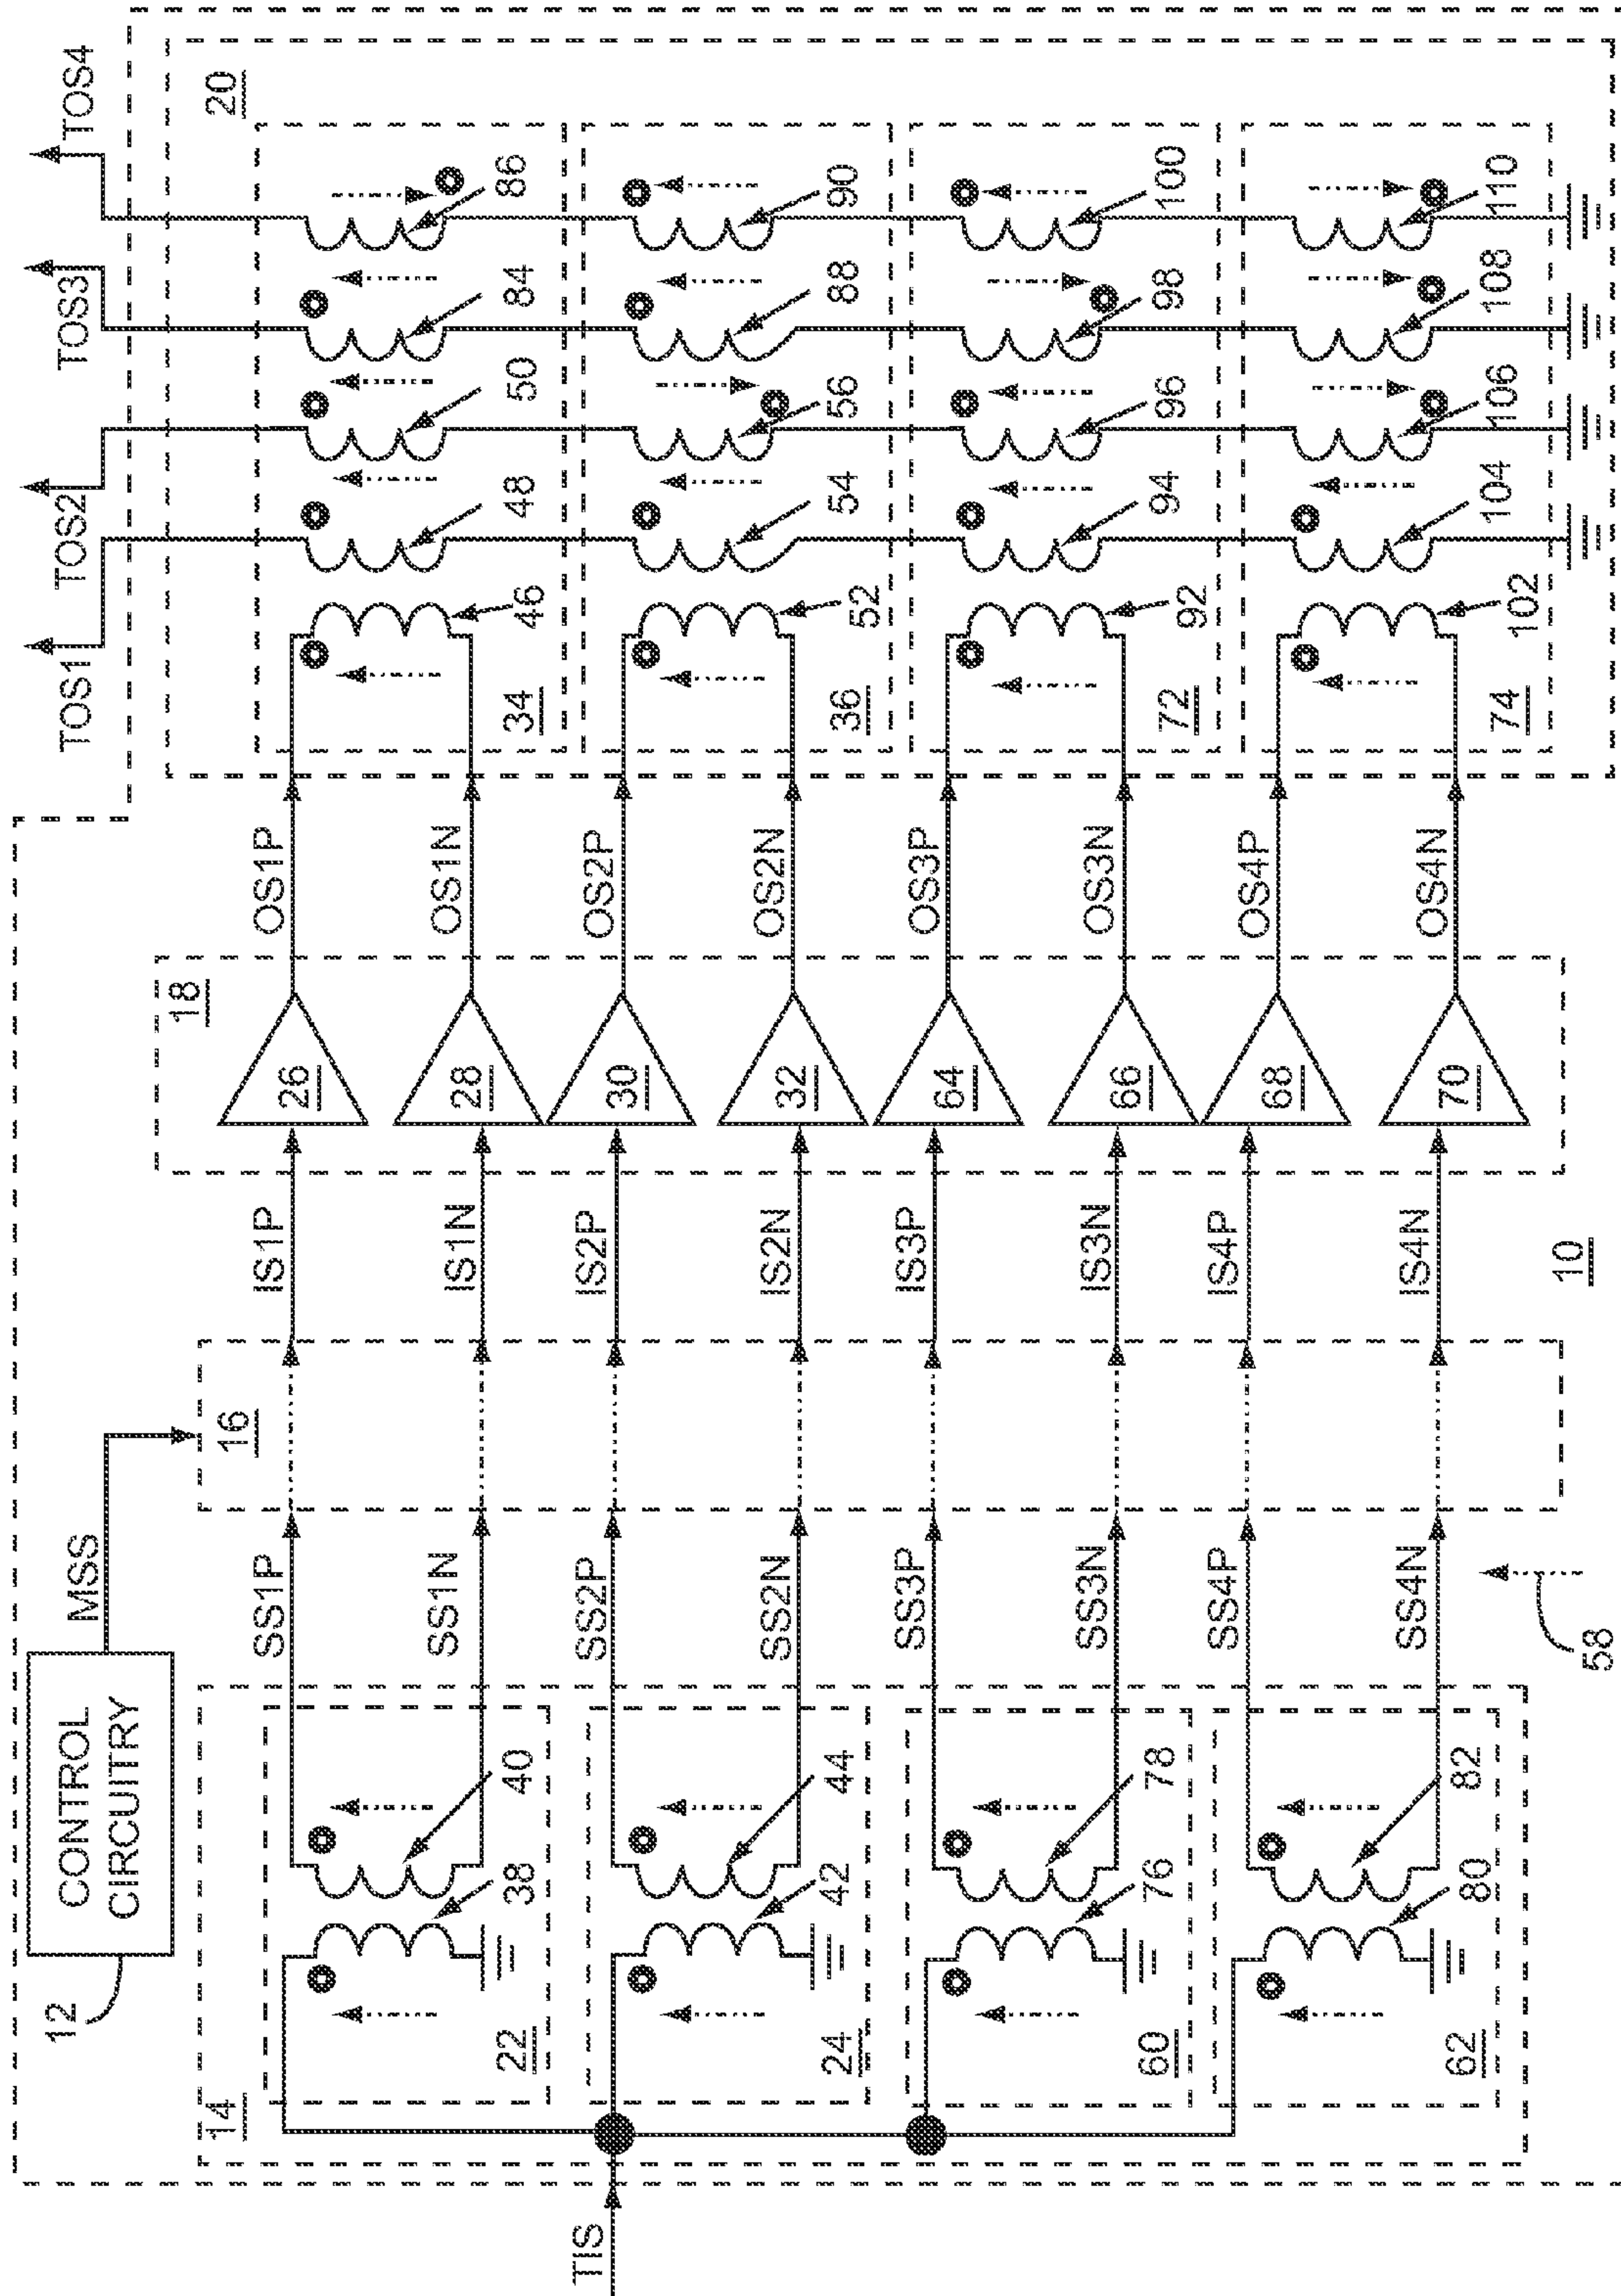 12
CONTROL
CIRCUITRY
MSS
TOS1
TOS2
TOS3
TOS4
14
16
18
20
TIS
22
38
40
SS1P
SS1N
IS1P
IS1N
26
28
OS1P
OS1N
34
46
48
50
84
86
24
42
44
SS2P
SS2N
IS2P
IS2N
30
32
OS2P
OS2N
36
52
54
56
88
90
60
76
78
SS3P
SS3N
IS3P
IS3N
64
66
OS3P
OS3N
72
92
94
96
98
100
62
80
82
SS4P
SS4N
IS4P
IS4N
68
70
OS4P
OS4N
74
102
104
106
108
110
58
10